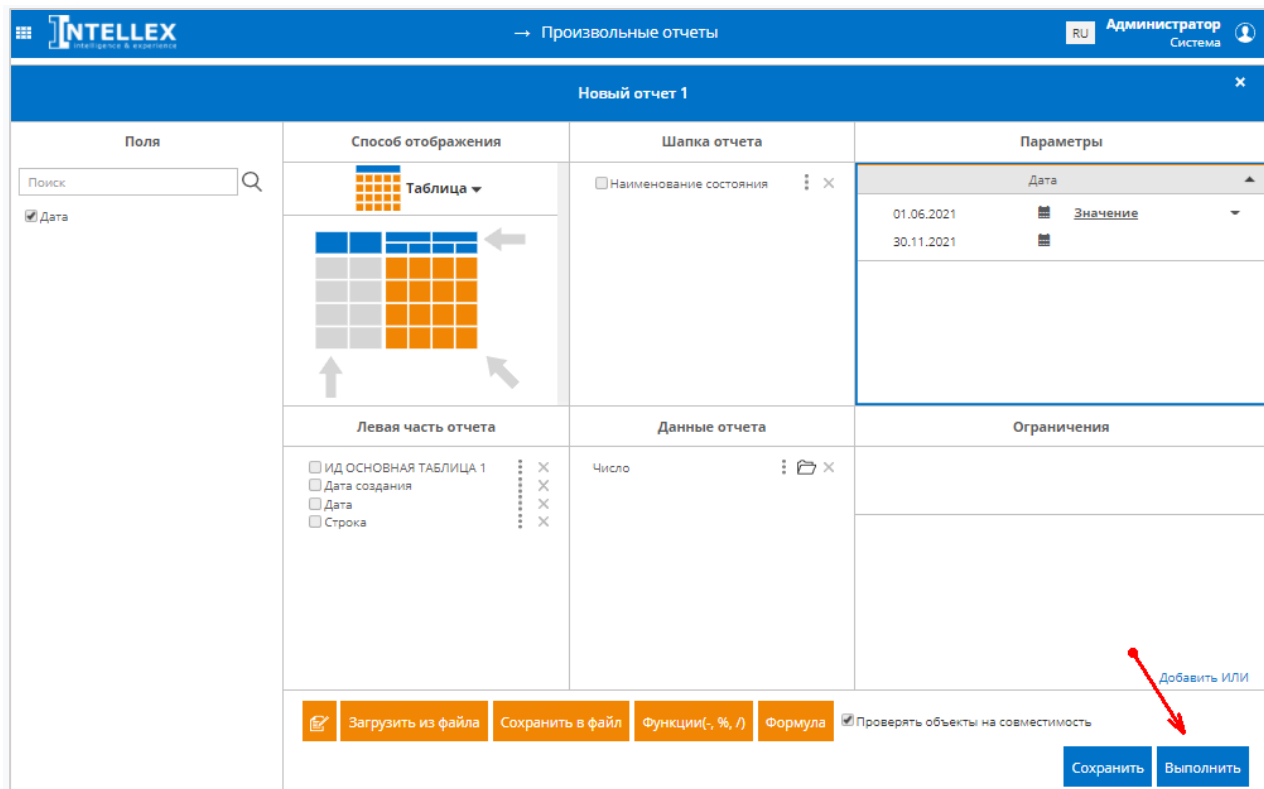 INTELLEX
intelligence & experience
→ Произвольные отчеты
RU
Администратор
Система
Новый отчет 1
×
Поля
Способ отображения
Шапка отчета
Параметры
Поиск
Дата
Таблица
Наименование состояния
Дата
01.06.2021
Значение
30.11.2021
Левая часть отчета
Данные отчета
Ограничения
ИД ОСНОВНАЯ ТАБЛИЦА 1
Дата создания
Дата
Строка
Число
Добавить ИЛИ
Загрузить из файла
Сохранить в файл
Функции(-, %, /)
Формула
Проверять объекты на совместимость
Сохранить
Выполнить